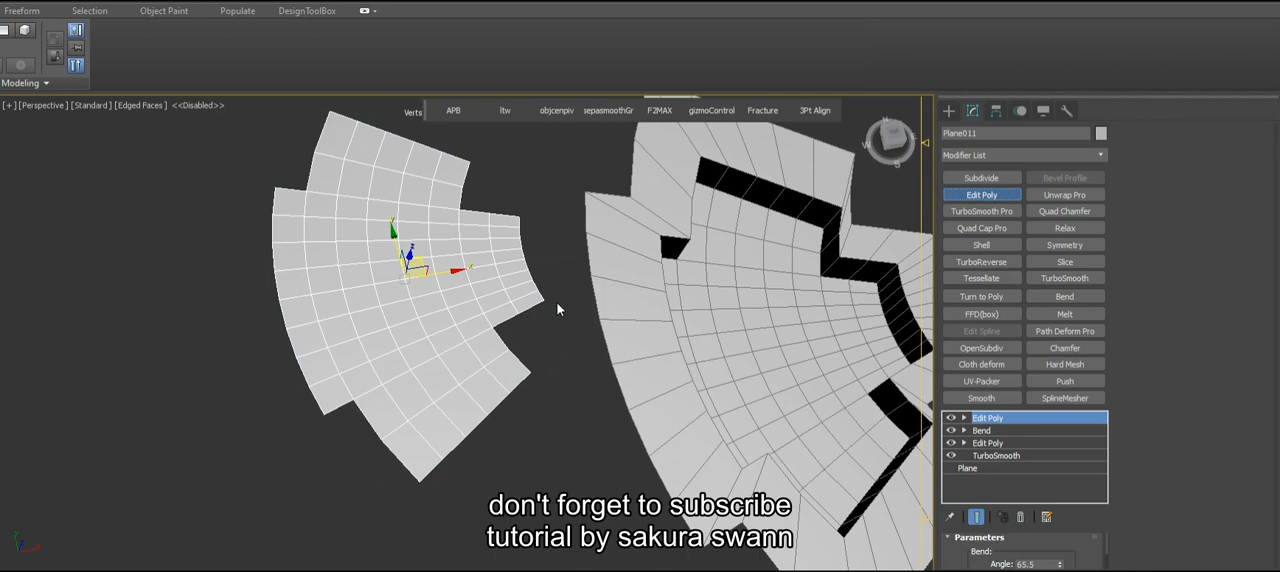 Freeform Selection Object Paint Populate DesignToolBox
Modeling
[+] [Perspective] [Standard] [Edged Faces] <<Disabled>>
Verts APB ltw objcenpiv sepasmoothGr F2MAX gizmoControl Fracture 3Pt Align
Plane011
Modifier List
Subdivide Bevel Profile
Edit Poly Unwrap Pro
TurboSmooth Pro Quad Chamfer
Quad Cap Pro Relax
Shell Symmetry
TurboReverse Slice
Tessellate TurboSmooth
Turn to Poly Bend
FFD(box) Melt
Edit Spline Path Deform Pro
OpenSubdiv Chamfer
Cloth deform Hard Mesh
UV-Packer Push
Smooth SplineMesher
Edit Poly
Bend
Edit Poly
TurboSmooth
Plane
Parameters
Bend:
Angle: 65.5
don't forget to subscribe
tutorial by sakura swann